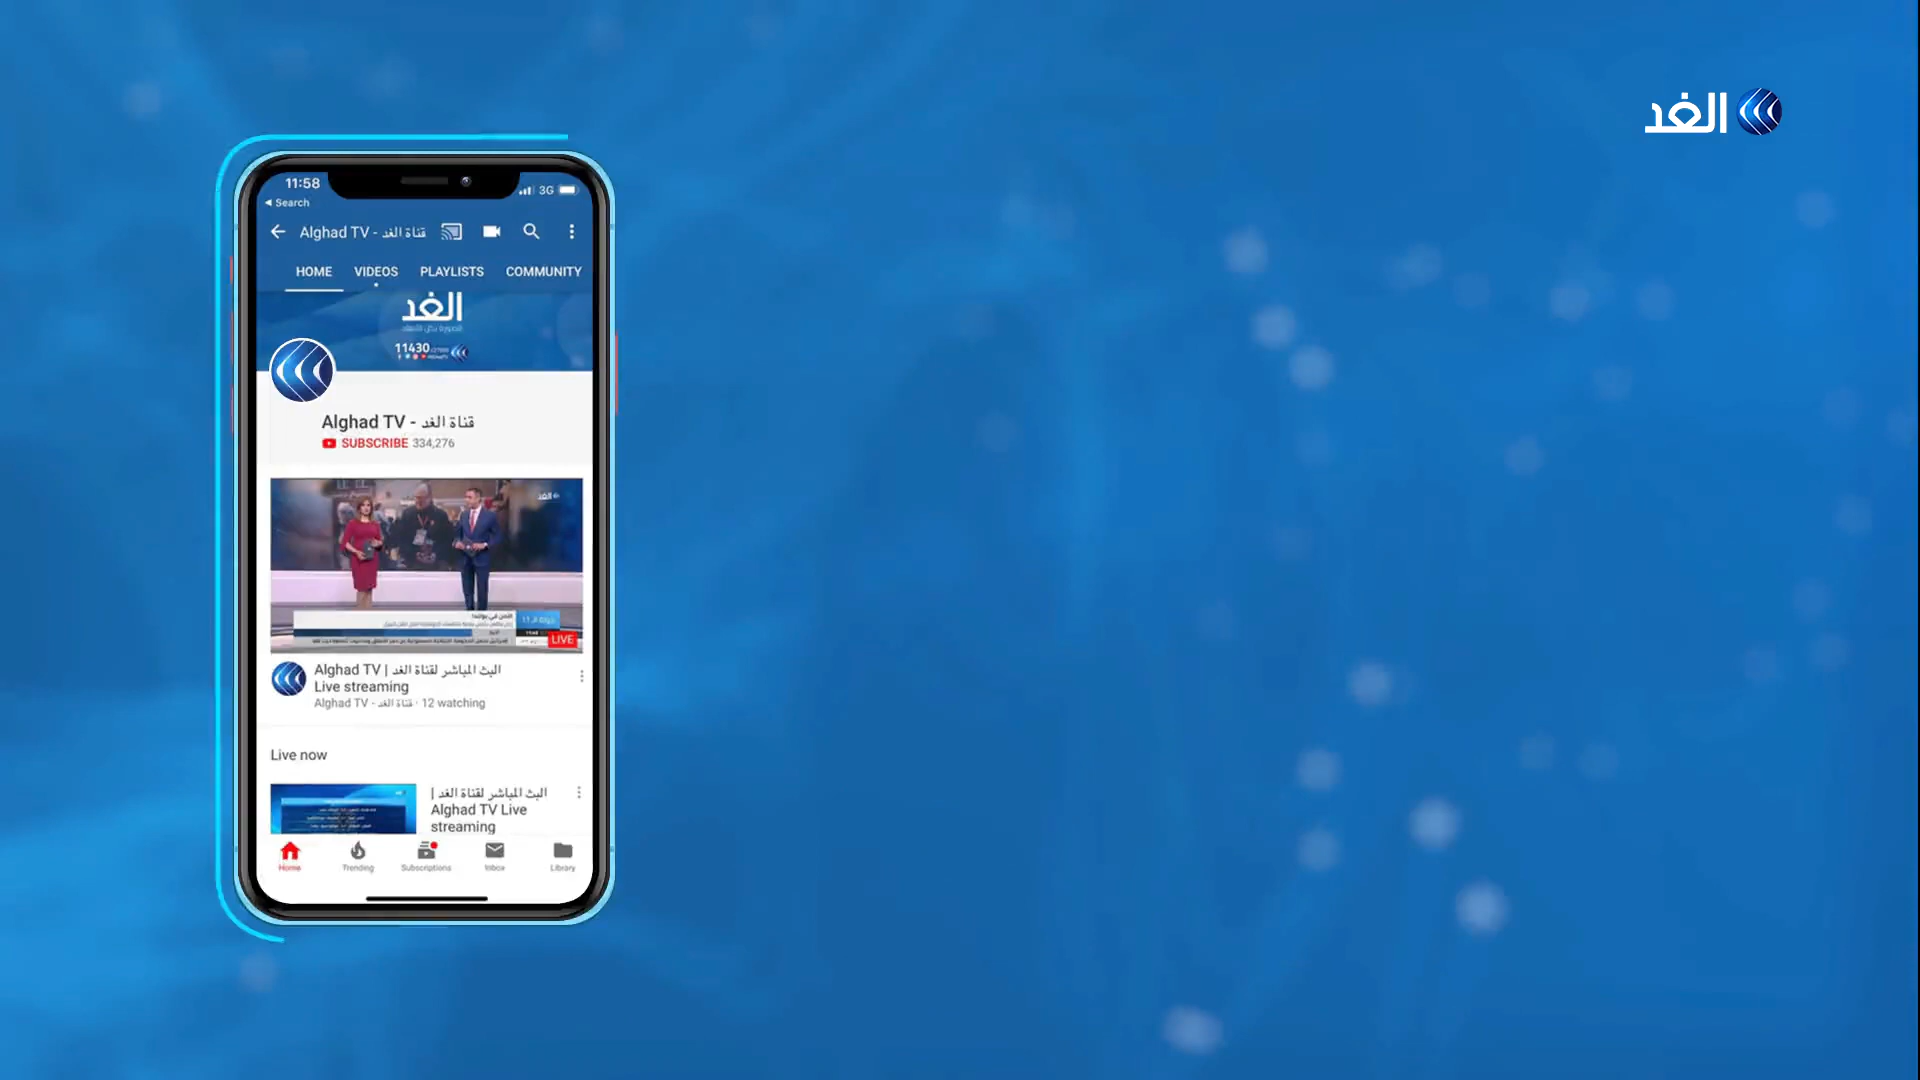 الغد
11:58
3G
Search
Alghad TV - قناة الغد
HOME VIDEOS PLAYLISTS COMMUNITY
الغد
11430
Alghad TV - قناة الغد
SUBSCRIBE 334,276
الغد
LIVE
Alghad TV | البث المباشر لقناة الغد
Live streaming
Alghad TV - قناة الغد · 12 watching
Live now
البث المباشر لقناة الغد |
Alghad TV Live
streaming
Home Trending Subscriptions Inbox Library